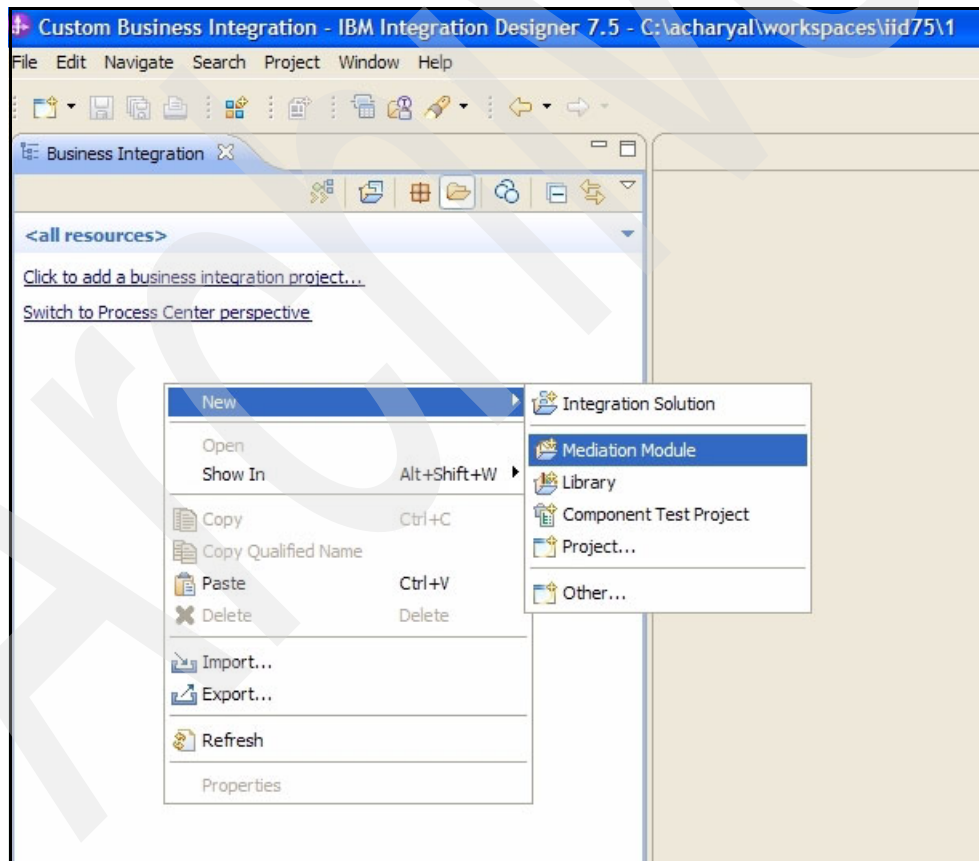 Custom Business Integration - IBM Integration Designer 7.5 - C:\acharyal\workspaces\iid75\1
File Edit Navigate Search Project Window Help
Business Integration
<all resources>
Click to add a business integration project...
Switch to Process Center perspective
New
Open
Show In Alt+Shift+W
Copy Ctrl+C
Copy Qualified Name
Paste Ctrl+V
Delete Delete
Import...
Export...
Refresh
Properties
Integration Solution
Mediation Module
Library
Component Test Project
Project...
Other...